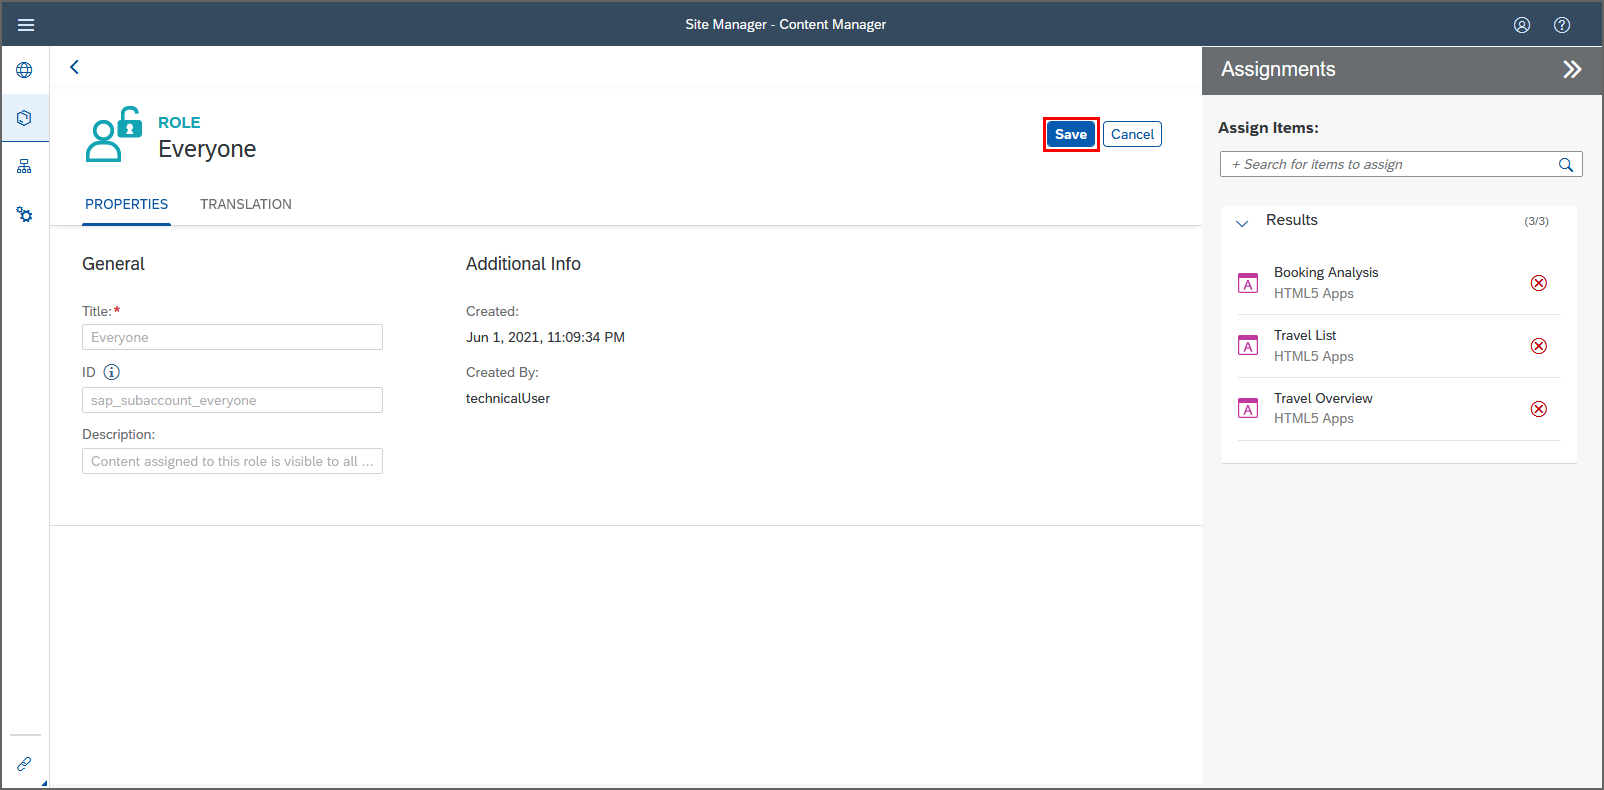 Site Manager - Content Manager
ROLE
Everyone
Save
Cancel
PROPERTIES
TRANSLATION
General
Title:*
Everyone
ID
sap_subaccount_everyone
Description:
Content assigned to this role is visible to all ...
Additional Info
Created:
Jun 1, 2021, 11:09:34 PM
Created By:
technicalUser
Assignments
Assign Items:
+ Search for items to assign
Results
(3/3)
A
Booking Analysis
HTML5 Apps
A
Travel List
HTML5 Apps
A
Travel Overview
HTML5 Apps